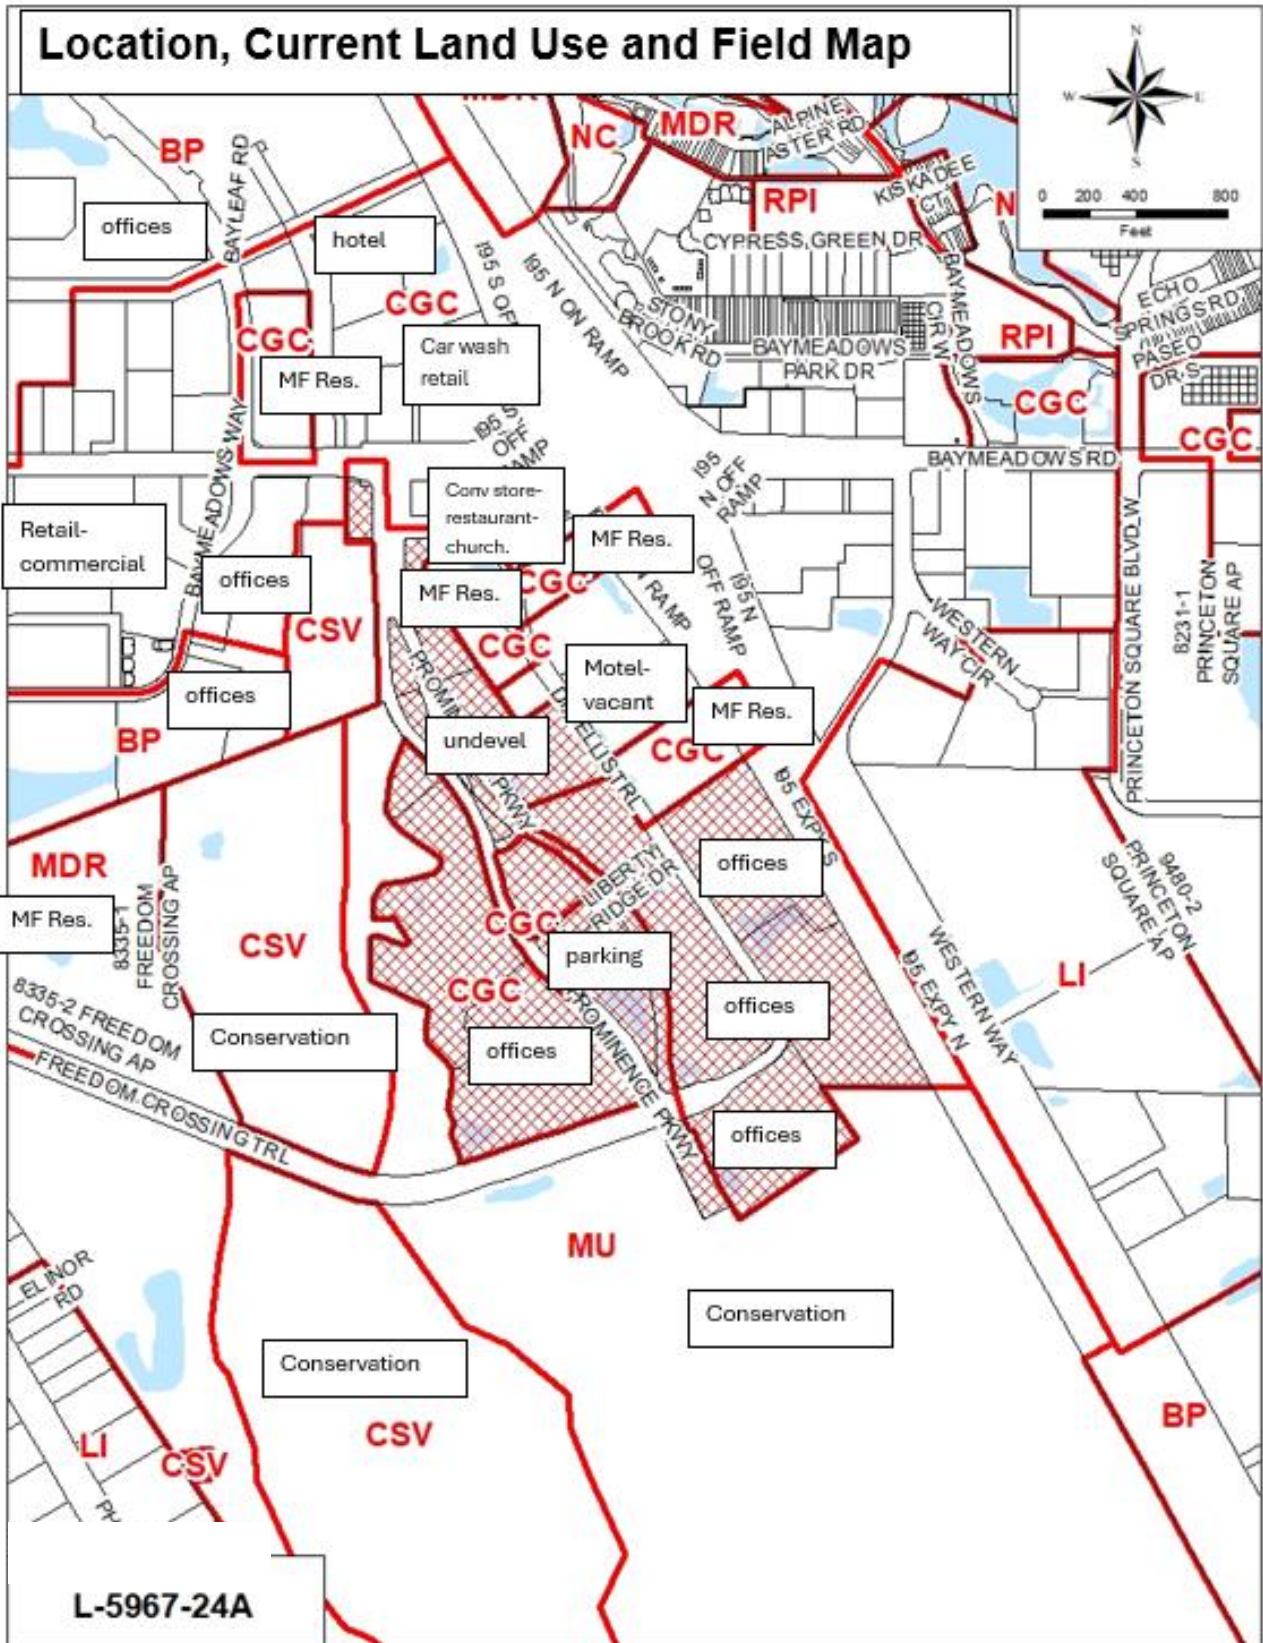 Location, Current Land Use and Field Map
N
W
E
S
0 200 400 800
Feet
MDR
NC
MDR
ALPINE
ASTER RD
BP
BAYLEAF RD
KISKADEE
CT
RPI
N
offices
hotel
CYPRESS GREEN DR
CGC
I95 N ON RAMP
STONY
BROOK RD
BAYMEADOWS
CIR W
ECHO
SPRINGS RD
CGC
Car wash
retail
BAYMEADOWS
PARK DR
RPI
PASEO
DR S
MF Res.
CGC
CGC
I95 S
OFF
RAMP
BAYMEADOWS WAY
BAYMEADOWS RD
I95
N OFF
RAMP
Conv store-
restaurant-
church.
MF Res.
Retail-
commercial
offices
MF Res.
CGC
I95 N
OFF RAMP
PRINCETON SQUARE BLVD W
8231-1
PRINCETON
SQUARE AP
WESTERN
WAY CIR
CSV
CGC
Motel-
vacant
offices
MF Res.
BP
undevel
CGC
PKWY
I95 EXPY S
MDR
8335-1
FREEDOM
CROSSING AP
LIBERTY
RIDGE DR
offices
9480-2
PRINCETON
SQUARE AP
MF Res.
CSV
CGC
parking
CGC
WESTERN WAY
I95 EXPY N
LI
8335-2 FREEDOM
CROSSING AP
Conservation
offices
offices
PROMINENCE PKWY
FREEDOM CROSSING TRL
offices
MU
ELINOR
RD
Conservation
Conservation
CSV
BP
LI
CSV
L-5967-24A